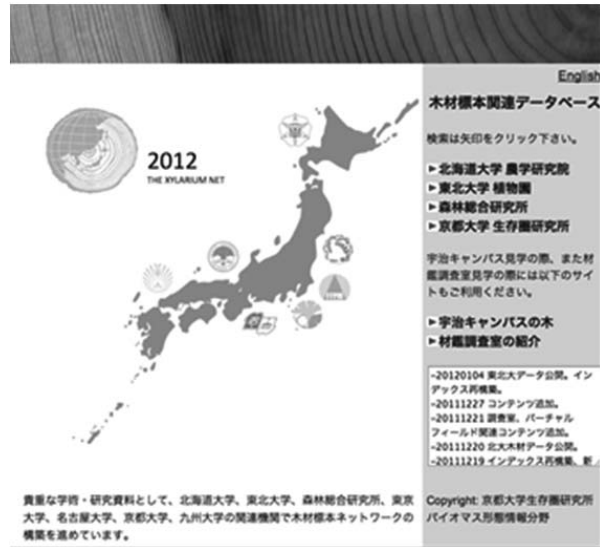 English
木材標本関連データベース
2012
THE XYLARIUM NET
検索は矢印をクリック下さい。
北海道大学 農学研究院
東北大学 植物園
森林総合研究所
京都大学 生存圏研究所
宇治キャンパス見学の際、また材
鑑調査室見学の際には以下のサイ
トもご利用ください。
宇治キャンパスの木
材鑑調査室の紹介
-20120104 東北大データ公開。イン
デックス再構築。
-20111227 コンテンツ追加。
-20111221 調査室、バーチャル
フィールド関連コンテンツ追加。
-20111220 北大木材データ公開。
-20111219 インデックス再構築、新
貴重な学術・研究資料として、北海道大学、東北大学、森林総合研究所、東京
大学、名古屋大学、京都大学、九州大学の関連機関で木材標本ネットワークの
構築を進めています。
Copyright: 京都大学生存圏研究所
バイオマス形態情報分野